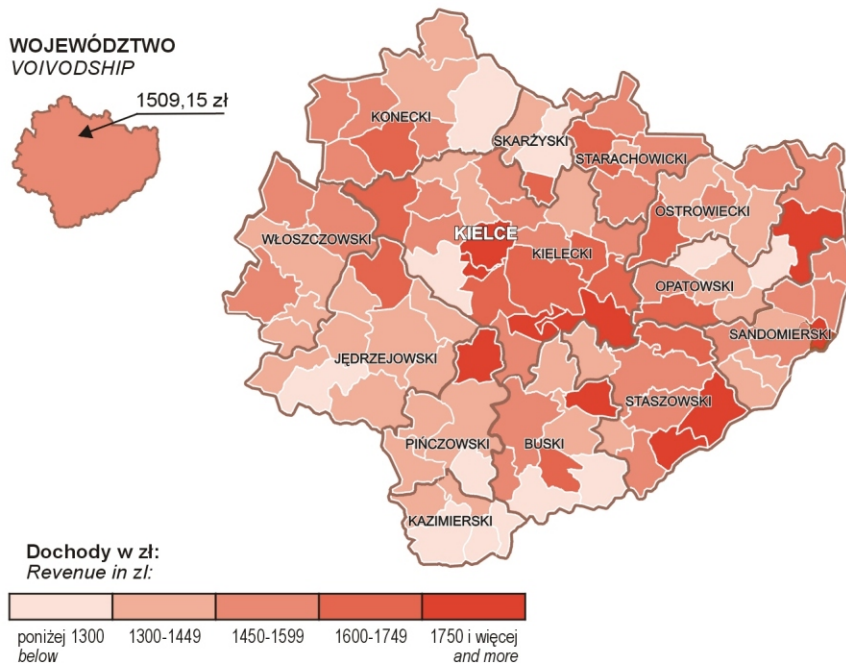 WOJEWÓDZTWO
VOIVODSHIP
1509,15 zł
KONECKI
SKARŻYSKI
STARACHOWICKI
OSTROWIECKI
WŁOSZCZOWSKI
KIELCE
KIELECKI
OPATOWSKI
SANDOMIERSKI
JĘDRZEJOWSKI
STASZOWSKI
PIŃCZOWSKI
BUSKI
KAZIMIERSKI
Dochody w zł:
Revenue in zl:
poniżej 1300
below
1300-1449
1450-1599
1600-1749
1750 i więcej
and more